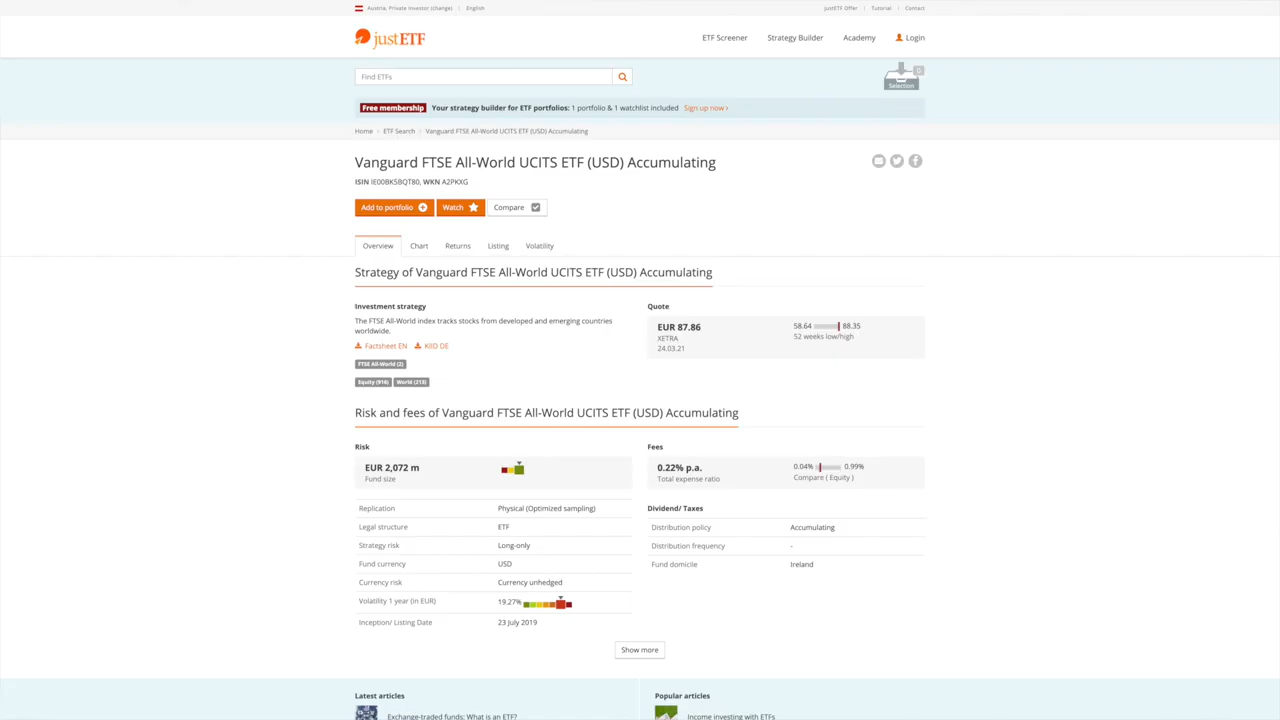 Austria, Private Investor (change) | English
justETF Offer | Tutorial | Contact
justETF
ETF Screener Strategy Builder Academy Login
Find ETFs
0
Selection
Free membership Your strategy builder for ETF portfolios: 1 portfolio & 1 watchlist included Sign up now ›
Home › ETF Search › Vanguard FTSE All-World UCITS ETF (USD) Accumulating
Vanguard FTSE All-World UCITS ETF (USD) Accumulating
ISIN IE00BK5BQT80, WKN A2PKXG
Add to portfolio Watch Compare
Overview Chart Returns Listing Volatility
Strategy of Vanguard FTSE All-World UCITS ETF (USD) Accumulating
Investment strategy
The FTSE All-World index tracks stocks from developed and emerging countries
worldwide.
Factsheet EN KIID DE
FTSE All-World (2)
Equity (916) World (213)
Quote
EUR 87.86
XETRA
24.03.21
58.64 88.35
52 weeks low/high
Risk and fees of Vanguard FTSE All-World UCITS ETF (USD) Accumulating
Risk
EUR 2,072 m
Fund size
Replication Physical (Optimized sampling)
Legal structure ETF
Strategy risk Long-only
Fund currency USD
Currency risk Currency unhedged
Volatility 1 year (in EUR) 19.27%
Inception/ Listing Date 23 July 2019
Fees
0.22% p.a.
Total expense ratio
0.04% 0.99%
Compare ( Equity )
Dividend/ Taxes
Distribution policy Accumulating
Distribution frequency -
Fund domicile Ireland
Show more
Latest articles
Exchange-traded funds: What is an ETF?
Popular articles
Income investing with ETFs